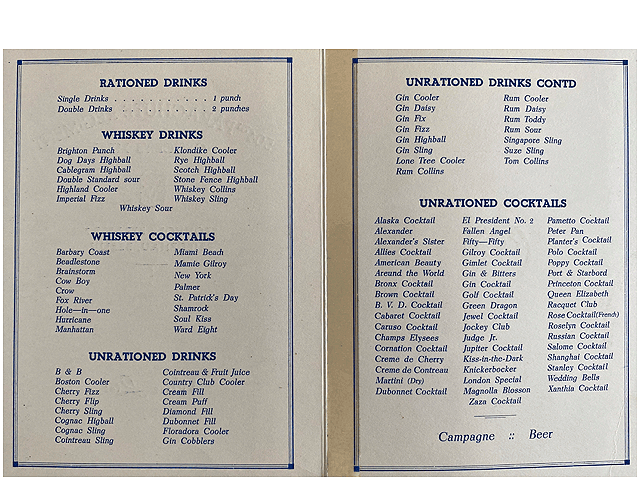 RATIONED DRINKS
Single Drinks . . . . . . . . . . . 1 punch
Double Drinks . . . . . . . . . . . 2 punches
WHISKEY DRINKS
Brighton Punch
Dog Days Highball
Cablegram Highball
Double Standard sour
Highland Cooler
Imperial Fizz
Klondike Cooler
Rye Highball
Scotch Highball
Stone Fence Highball
Whiskey Collins
Whiskey Sling
Whiskey Sour
WHISKEY COCKTAILS
Barbary Coast
Beadlestone
Brainstorm
Cow Boy
Crow
Fox River
Hole—in—one
Hurricane
Manhattan
Miami Beach
Mamie Gilroy
New York
Palmer
St. Patrick's Day
Shamrock
Soul Kiss
Ward Eight
UNRATIONED DRINKS
B & B
Boston Cooler
Cherry Fizz
Cherry Flip
Cherry Sling
Cognac Higball
Cognac Sling
Cointreau Sling
Cointreau & Fruit Juice
Country Club Cooler
Cream Fill
Cream Puff
Diamond Fill
Dubonnet Fill
Floradora Cooler
Gin Cobblers
UNRATIONED DRINKS CONTD
Gin Cooler
Gin Daisy
Gin Fix
Gin Fizz
Gin Highball
Gin Sling
Lone Tree Cooler
Rum Collins
Rum Cooler
Rum Daisy
Rum Toddy
Rum Sour
Singapore Sling
Suze Sling
Tom Collins
UNRATIONED COCKTAILS
Alaska Cocktail
Alexander
Alexander's Sister
Allies Cocktail
American Beauty
Around the World
Bronx Cocktail
Brown Cocktail
B. V. D. Cocktail
Cabaret Cocktail
Caruso Cocktail
Champs Elysees
Cornation Cocktail
Creme de Cherry
Creme de Contreau
Martini (Dry)
Dubonnet Cocktail
El President No. 2
Fallen Angel
Fifty—Fifty
Gilroy Cocktail
Gimlet Cocktail
Gin & Bitters
Gin Cocktail
Golf Cocktail
Green Dragon
Jewel Cocktail
Jockey Club
Judge Jr.
Jupiter Cocktail
Kiss-in-the-Dark
Knickerbocker
London Special
Magnolla Blosson
Zaza Cocktail
Pametto Cocktail
Peter Pan
Planter's Cocktail
Polo Cocktail
Poppy Cocktail
Port & Starbord
Princeton Cocktail
Queen Elizabeth
Racquet Club
Rose Cocktail(French)
Roselyn Cocktail
Russian Cocktail
Salome Cocktail
Shanghai Cocktail
Stanley Cocktail
Wedding Bells
Xanthia Cocktail
Campagne :: Beer